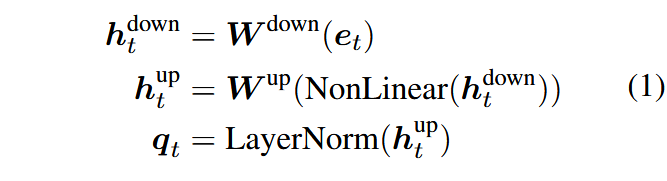 h_t^down = W^down(e_t)
h_t^up = W^up(NonLinear(h_t^down)) (1)
q_t = LayerNorm(h_t^up)